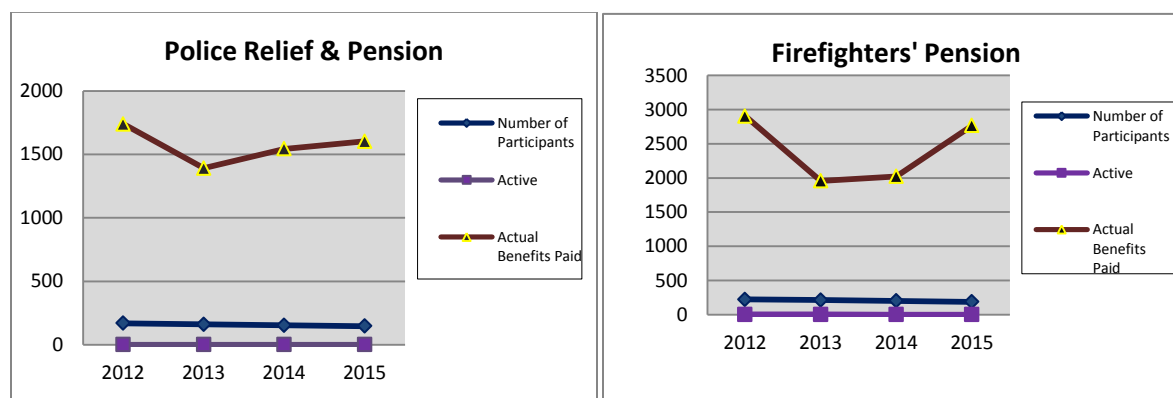 Police Relief & Pension
2000
1500
1000
500
0
2012 2013 2014 2015
Number of
Participants
Active
Actual
Benefits Paid
Firefighters' Pension
3500
3000
2500
2000
1500
1000
500
0
2012 2013 2014 2015
Number of
Participants
Active
Actual
Benefits
Paid